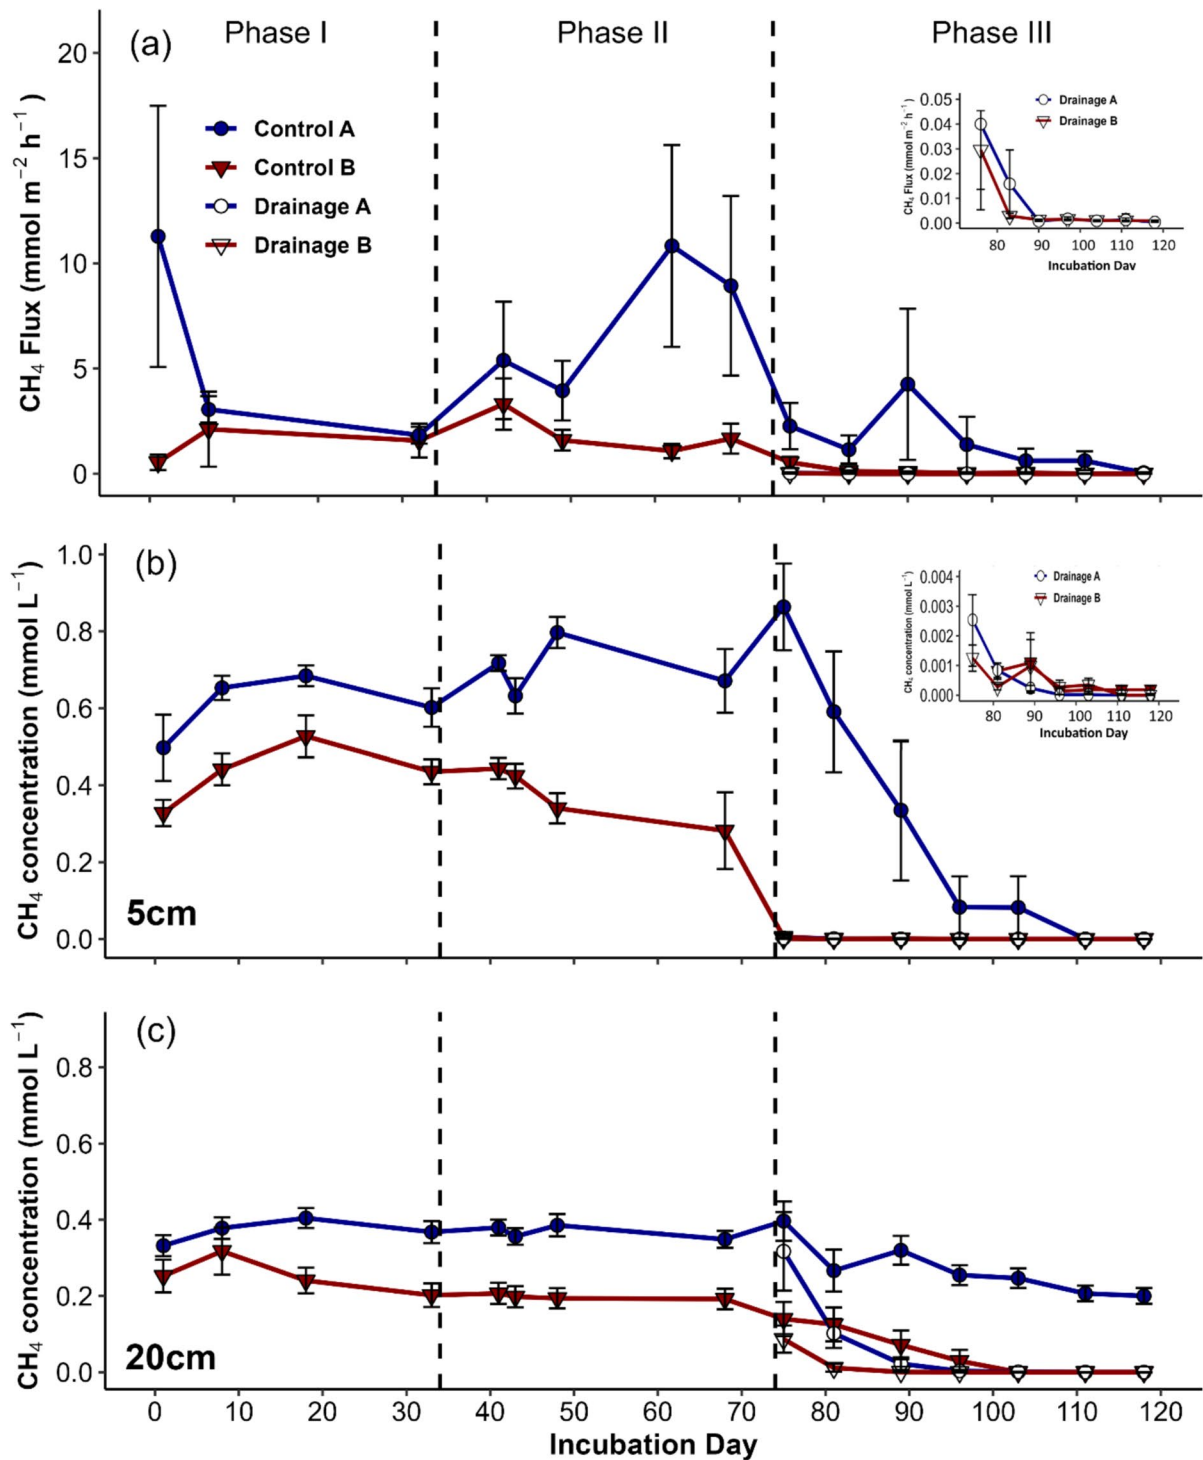 (a)
Phase I
Phase II
Phase III
CH₄ Flux (mmol m⁻² h⁻¹)
20
15
10
5
0
Control A
Control B
Drainage A
Drainage B
CH₄ Flux (mmol m⁻² h⁻¹)
0.05
0.04
0.03
0.02
0.01
0.00
Drainage A
Drainage B
80 90 100 110 120
Incubation Day
(b)
CH₄ concentration (mmol L⁻¹)
1.0
0.8
0.6
0.4
0.2
0.0
5cm
CH₄ concentration (mmol L⁻¹)
0.004
0.003
0.002
0.001
0.000
Drainage A
Drainage B
80 90 100 110 120
Incubation Day
(c)
CH₄ concentration (mmol L⁻¹)
0.8
0.6
0.4
0.2
0.0
20cm
0 10 20 30 40 50 60 70 80 90 100 110 120
Incubation Day